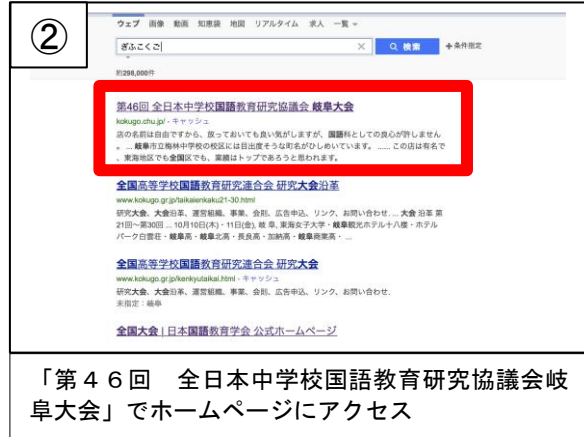 ②
ウェブ 画像 動画 知恵袋 地図 リアルタイム 求人 一覧
ぎふこくご
検索
+条件指定
約298,000件
第46回 全日本中学校国語教育研究協議会 岐阜大会
kokugo.chu.jp/ - キャッシュ
店の名前は自由ですから、放っておいても良い気がしますが、国語科としての良心が許しません
。 ... 岐阜市立梅林中学校の校区には目出度そうな町名がひしめいています。 ...... この店は有名で
、東海地区でも全国区でも、業績はトップであろうと思われます。
全国高等学校国語教育研究連合会 研究大会沿革
www.kokugo.gr.jp/taikaienkaku21-30.html
研究大会、大会沿革、運営組織、事業、会則、広告申込、リンク、お問い合わせ. ... 大会 沿革 第
21回〜第30回 ... 10月10日(木)・11日(金), 岐 阜, 東海女子大学・岐阜観光ホテル十八楼・ホテル
パーク白雲荘・岐阜高・岐阜北高・長良高・加納高・岐阜商業高・ ...
全国高等学校国語教育研究連合会 研究大会
www.kokugo.gr.jp/kenkyutaikai.html - キャッシュ
研究大会、大会沿革、運営組織、事業、会則、広告申込、リンク、お問い合わせ.
未指定：岐阜
全国大会 | 日本国語教育学会 公式ホームページ
「第４６回　全日本中学校国語教育研究協議会岐
阜大会」でホームページにアクセス